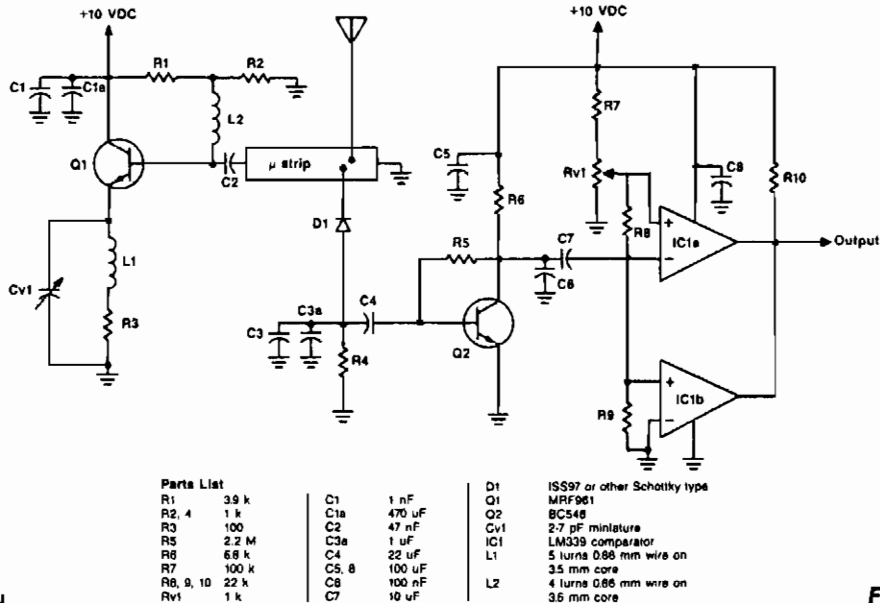 +10 VDC
+10 VDC
R1
R2
C1
C1a
L2
R7
Q1
C2
µ strip
C5
Rv1
C8
R10
R6
R8
IC1a
Output
D1
R5
C7
L1
Cv1
C6
R3
C4
C3
C3a
R4
Q2
R9
IC1b
Parts List
R1 3.9 k
R2, 4 1 k
R3 100
R5 2.2 M
R6 6.8 k
R7 100 k
R8, 9, 10 22 k
Rv1 1 k
C1 1 nF
C1a 470 uF
C2 47 nF
C3a 1 uF
C4 22 uF
C5, 8 100 uF
C6 100 nF
C7 10 uF
D1 ISS97 or other Schottky type
Q1 MRF961
Q2 BC546
Cv1 2-7 pF miniature
IC1 LM339 comparator
L1 5 turns 0.86 mm wire on
3.5 mm core
L2 4 turns 0.86 mm wire on
3.5 mm core
u
F